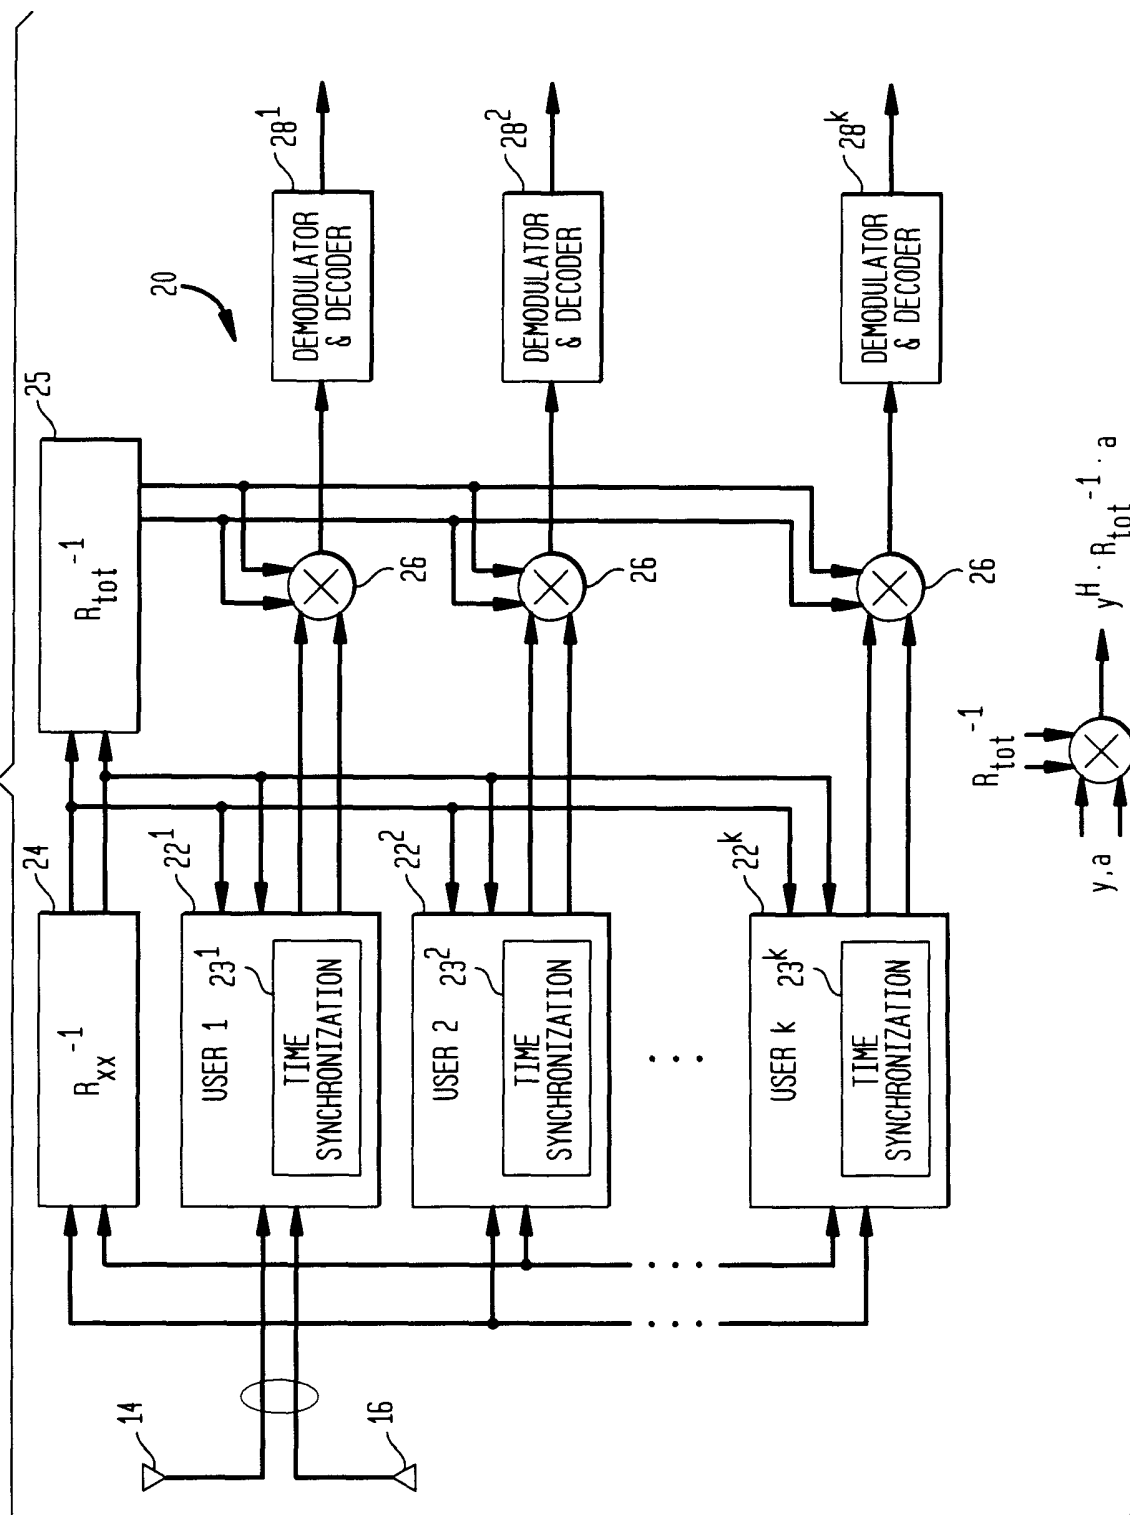 20
24
R_xx^-1
25
R_tot^-1
14
16
22^1
USER 1
23^1
TIME
SYNCHRONIZATION
26
28^1
DEMODULATOR
& DECODER
22^2
USER 2
23^2
TIME
SYNCHRONIZATION
26
28^2
DEMODULATOR
& DECODER
. . .
. . .
. . .
22^k
USER k
23^k
TIME
SYNCHRONIZATION
26
28^k
DEMODULATOR
& DECODER
R_tot^-1
y,a
y^H · R_tot^-1 · a